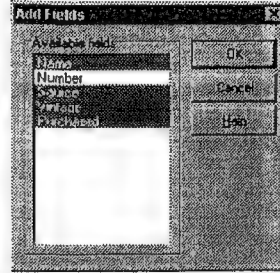 Add Fields
Available fields
OK
Name
Number
Cancel
Source
Vintage
Help
Purchased